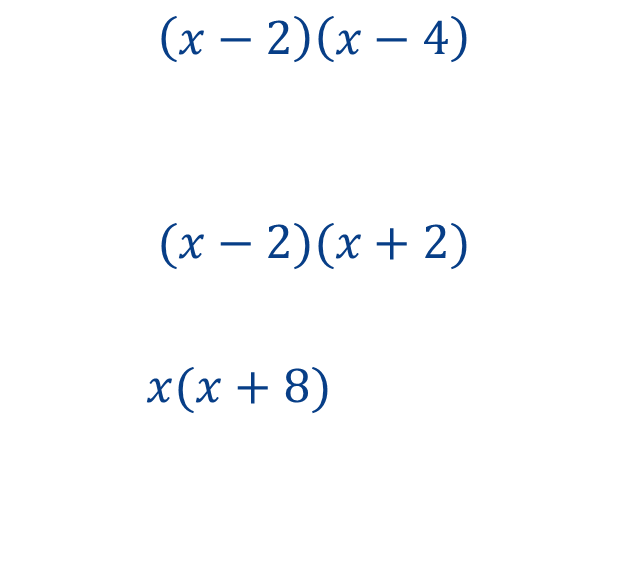 (x − 2)(x − 4)
(x − 2)(x + 2)
x(x + 8)